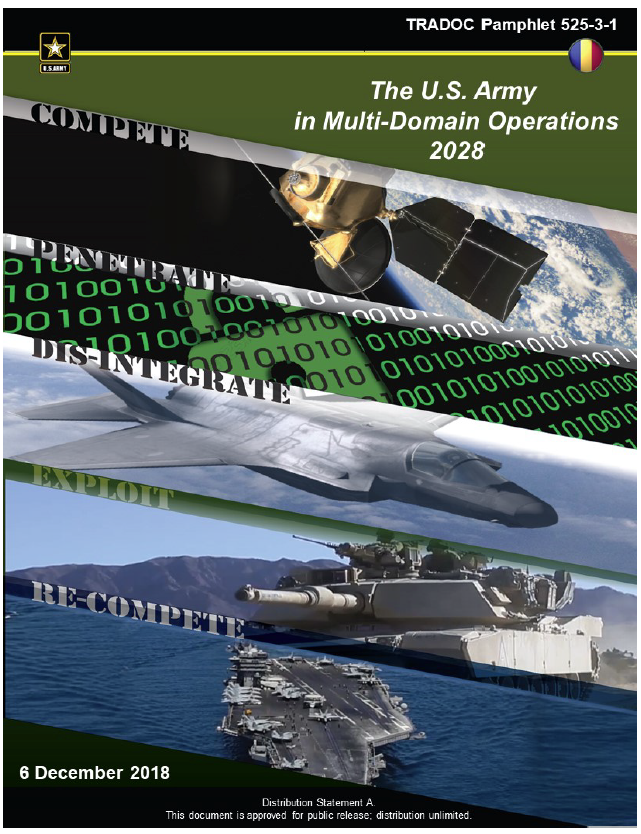 TRADOC Pamphlet 525-3-1
U.S.ARMY
The U.S. Army
in Multi-Domain Operations
2028
COMPETE
PENETRATE
DIS-INTEGRATE
EXPLOIT
RE-COMPETE
6 December 2018
Distribution Statement A.
This document is approved for public release; distribution unlimited.